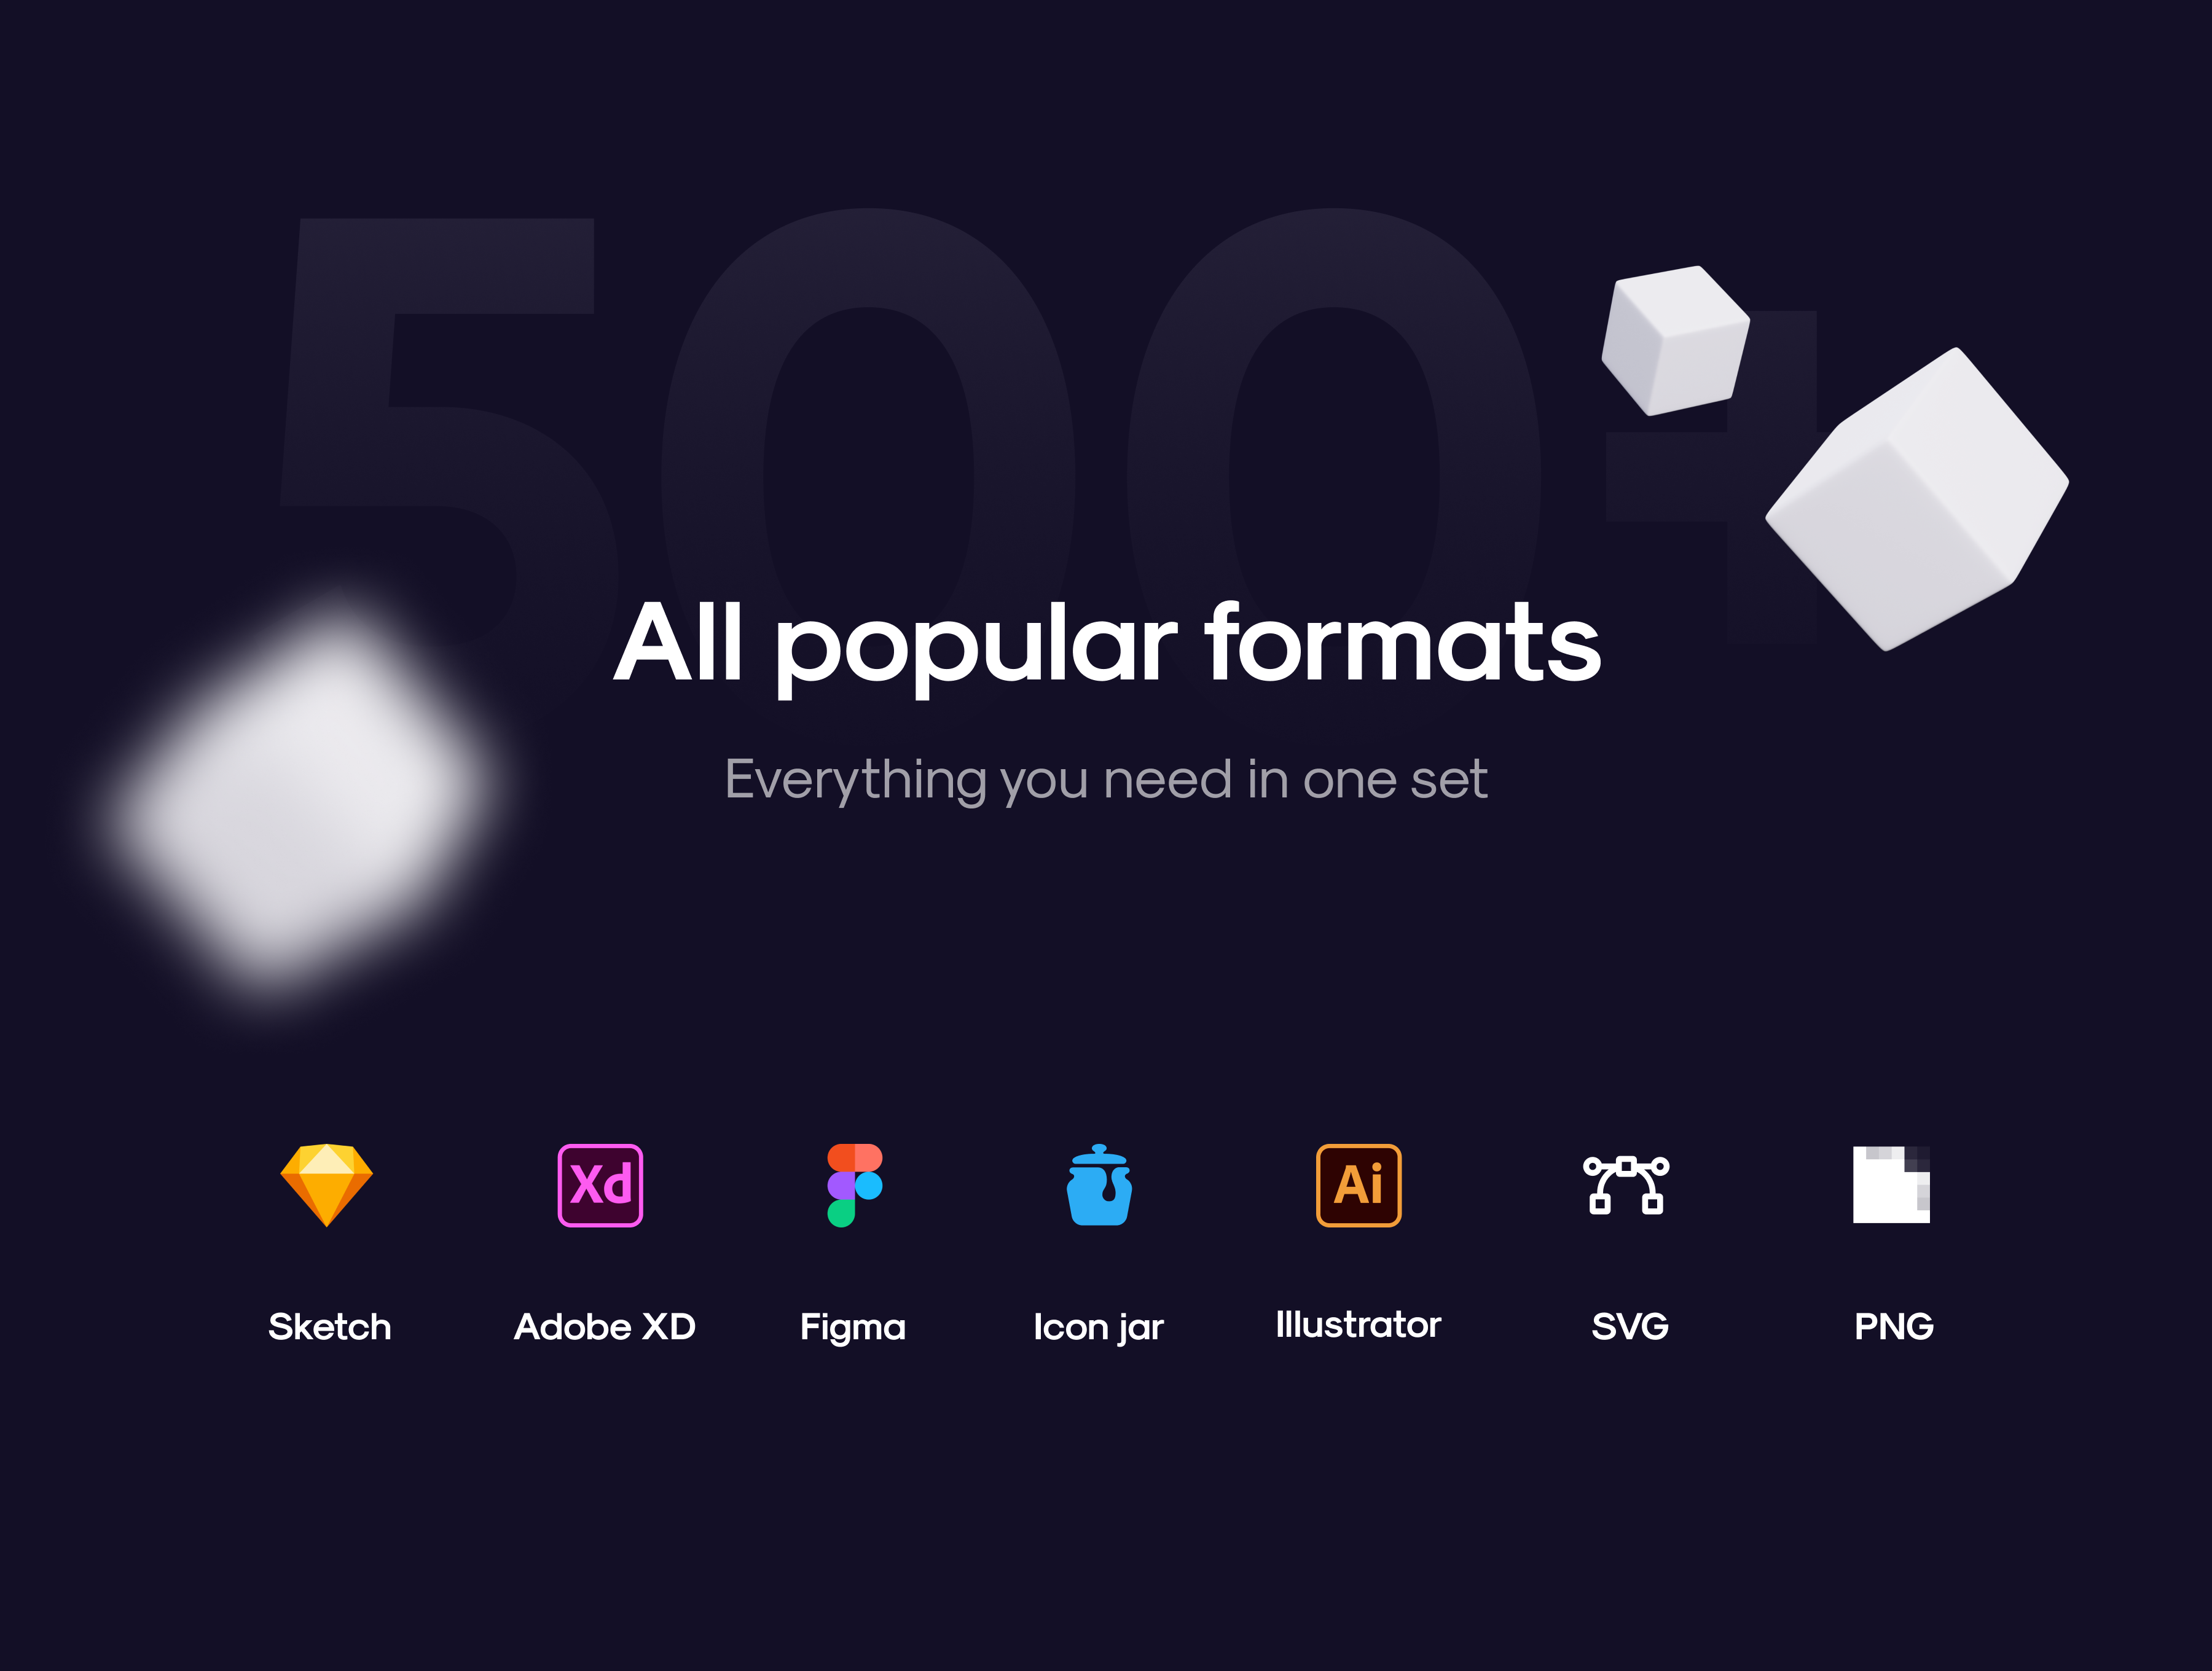 500+
All popular formats
Everything you need in one set
Xd
Ai
Sketch
Adobe XD
Figma
Icon jar
Illustrator
SVG
PNG